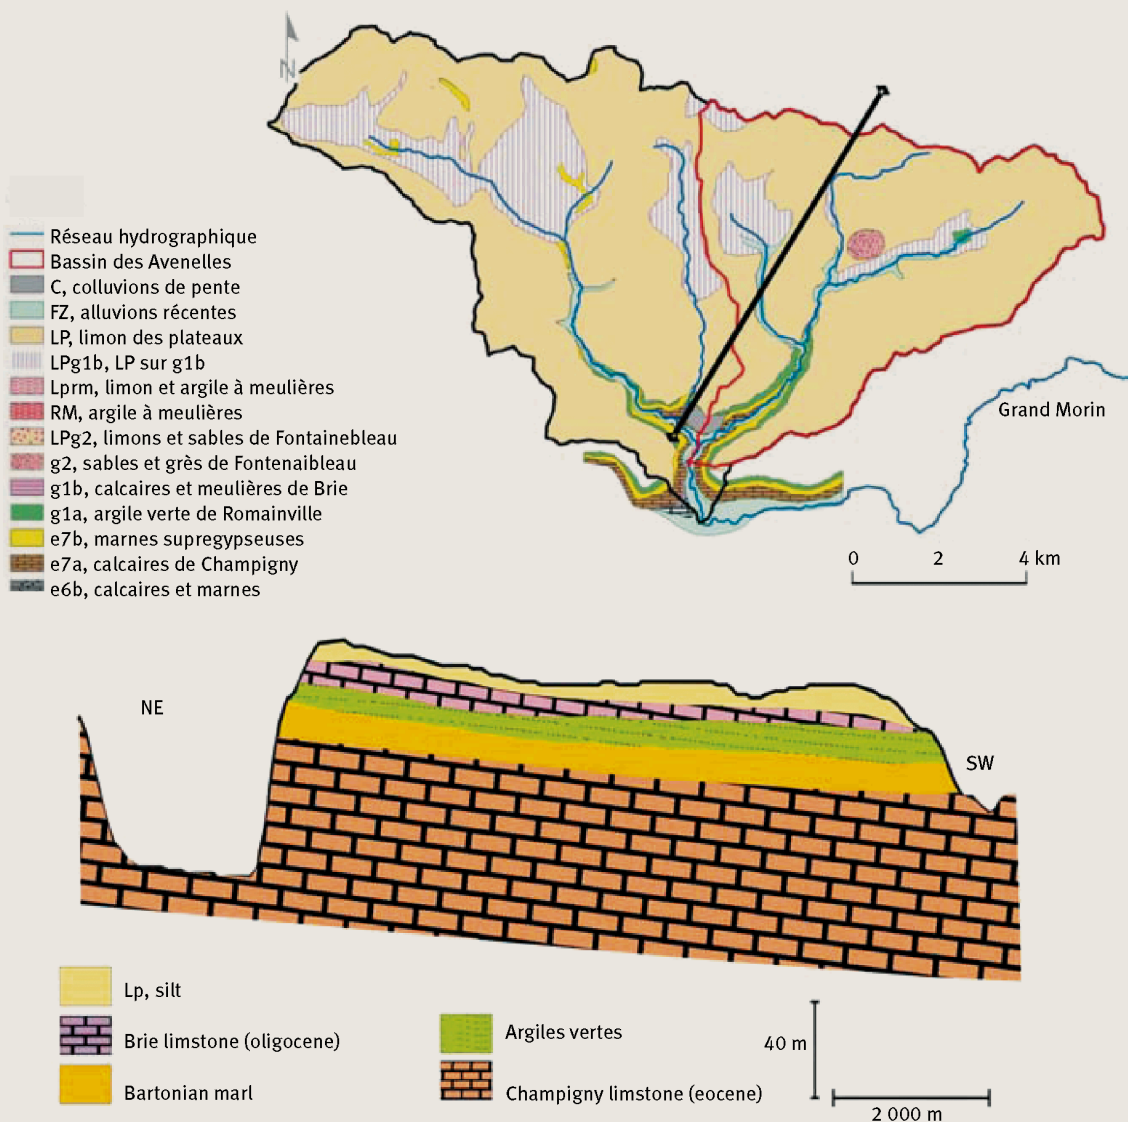 N
Réseau hydrographique
Bassin des Avenelles
C, colluvions de pente
FZ, alluvions récentes
LP, limon des plateaux
LPg1b, LP sur g1b
Lprm, limon et argile à meulières
RM, argile à meulières
LPg2, limons et sables de Fontainebleau
g2, sables et grès de Fontenaibleau
g1b, calcaires et meulières de Brie
g1a, argile verte de Romainville
e7b, marnes supregypseuses
e7a, calcaires de Champigny
e6b, calcaires et marnes
Grand Morin
0 2 4 km
NE
SW
Lp, silt
Brie limstone (oligocene)
Bartonian marl
Argiles vertes
Champigny limstone (eocene)
40 m
2 000 m